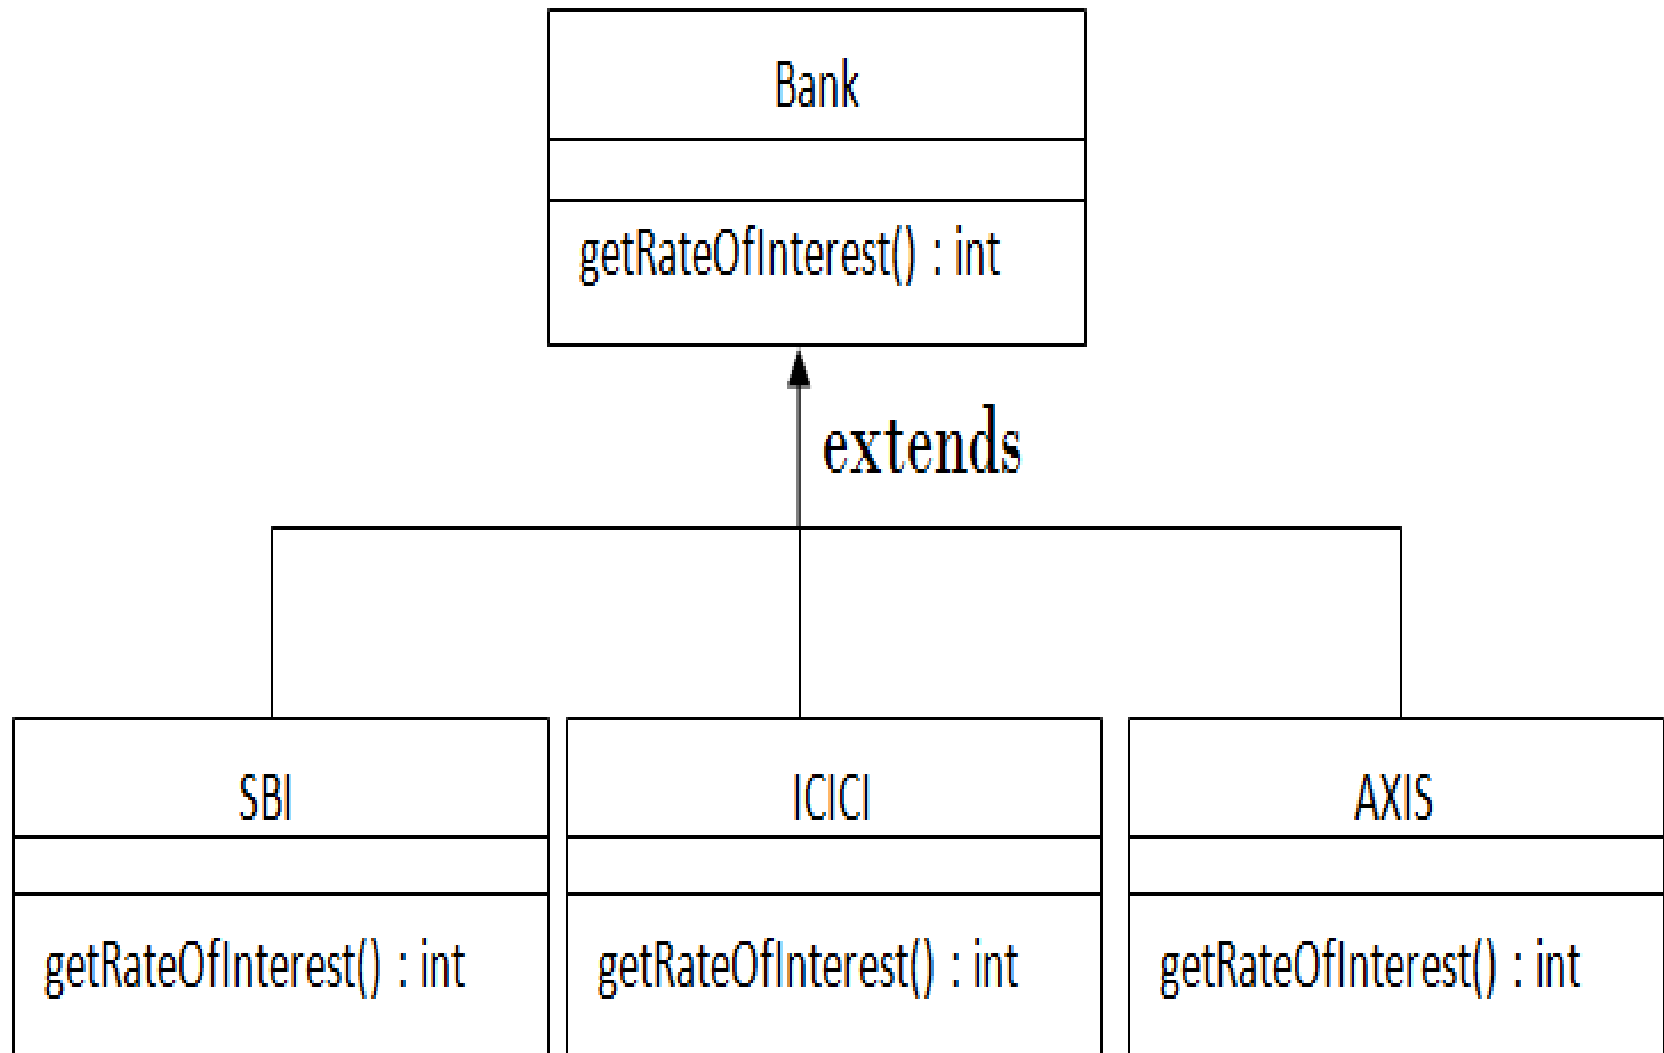 Bank
getRateOfInterest() : int
extends
SBI
ICICI
AXIS
getRateOfInterest() : int
getRateOfInterest() : int
getRateOfInterest() : int